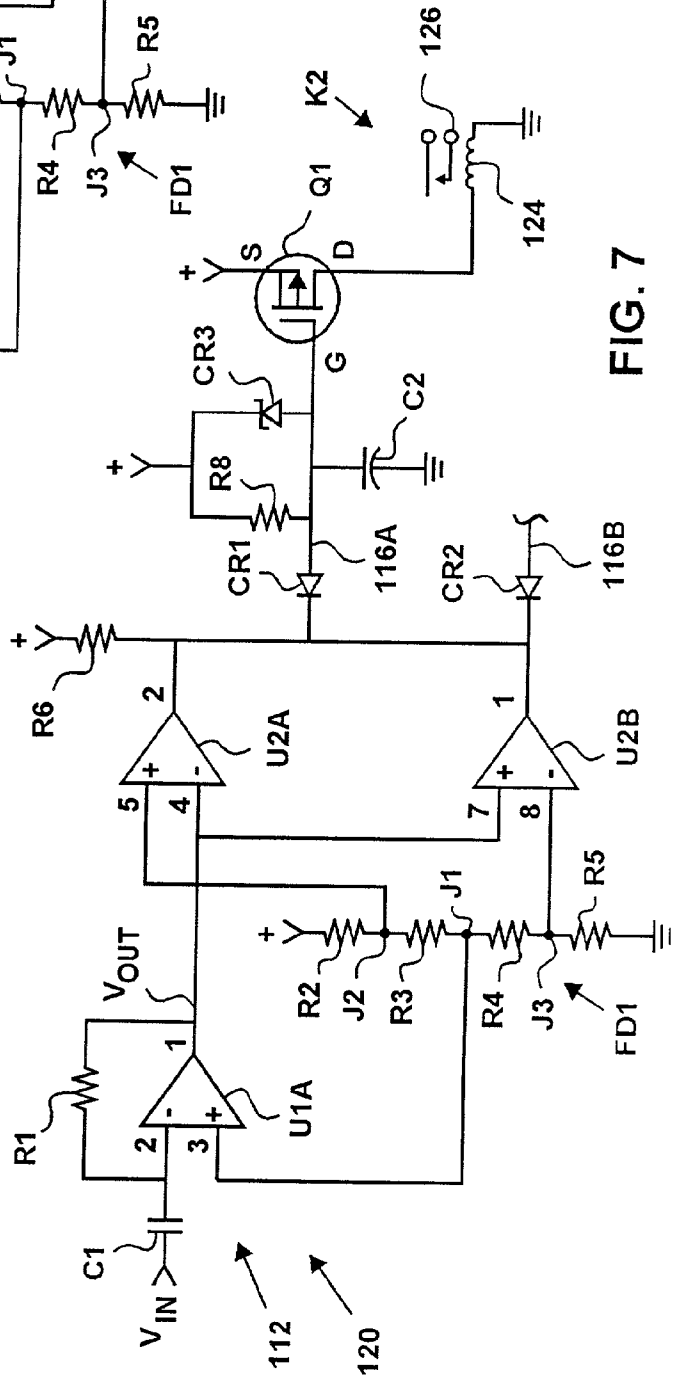 J1
R4
J3
R5
FD1
K2
126
Q1
+
S
D
G
124
CR3
+
R8
C2
CR1
116A
CR2
116B
+
R6
2
U2A
5
+
4
-
1
U2B
7
+
8
-
VOUT
R1
1
U1A
2
-
3
+
C1
VIN
+
R2
J2
R3
J1
R4
J3
R5
FD1
112
120
FIG. 7